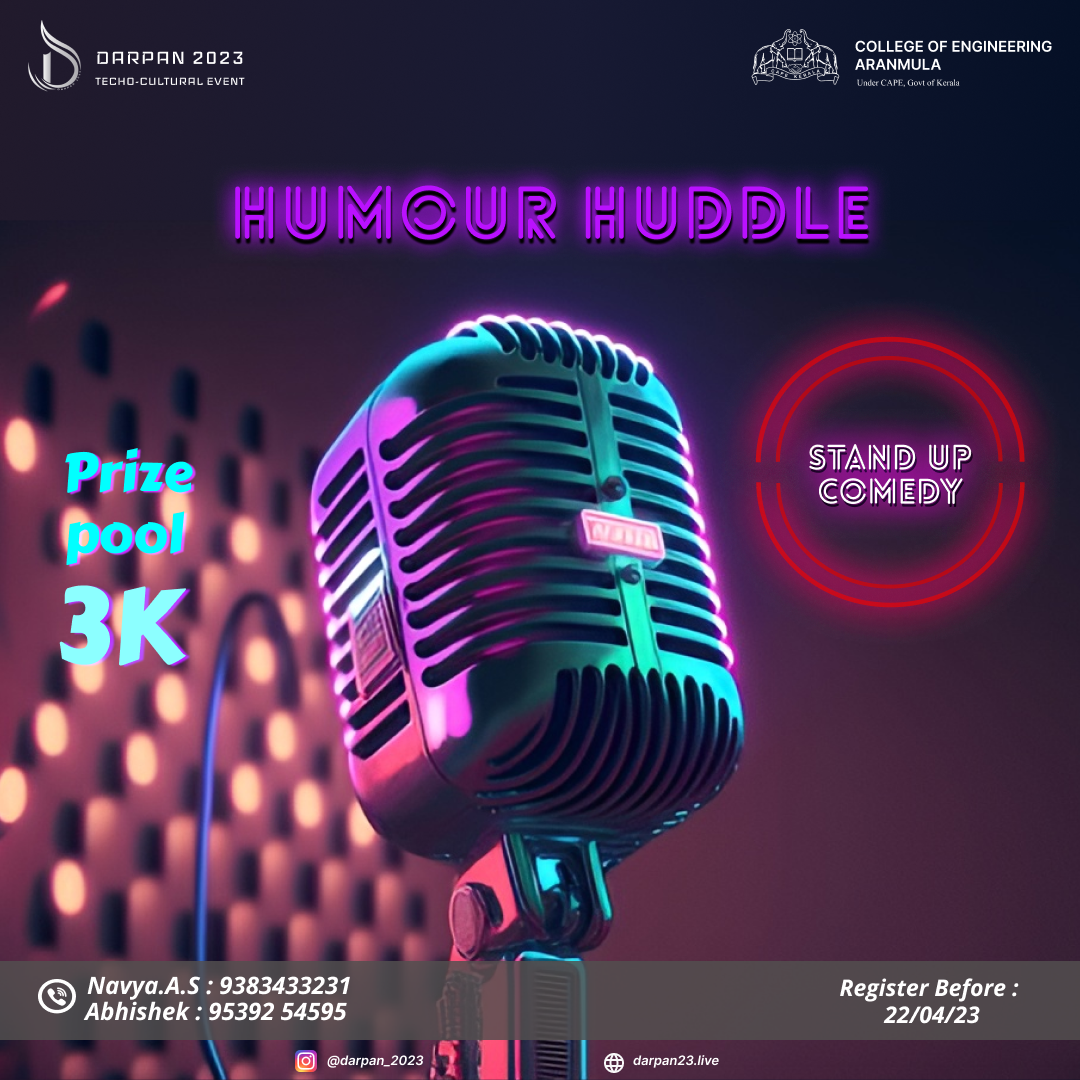 DARPAN 2023
TECHO-CULTURAL EVENT
COLLEGE OF ENGINEERING
ARANMULA
Under CAPE, Govt of Kerala
HUMOUR HUDDLE
STAND UP
COMEDY
Prize
pool
3K
Navya.A.S : 9383433231
Abhishek : 95392 54595
Register Before :
22/04/23
@darpan_2023
darpan23.live